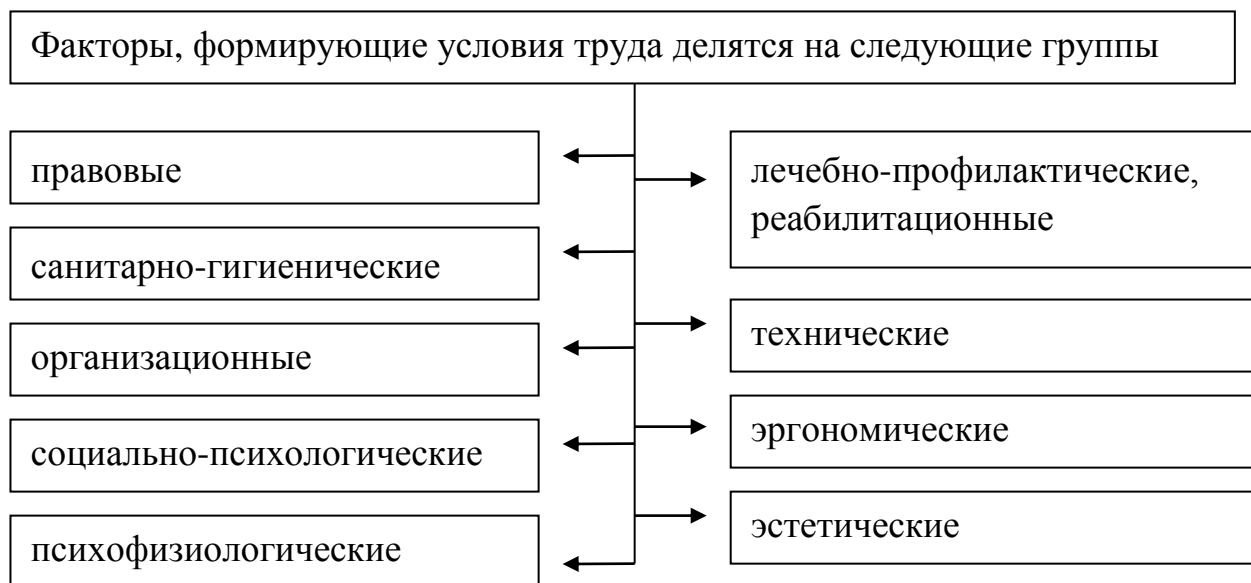 Факторы, формирующие условия труда делятся на следующие группы
правовые
санитарно-гигиенические
организационные
социально-психологические
психофизиологические
лечебно-профилактические,
реабилитационные
технические
эргономические
эстетические